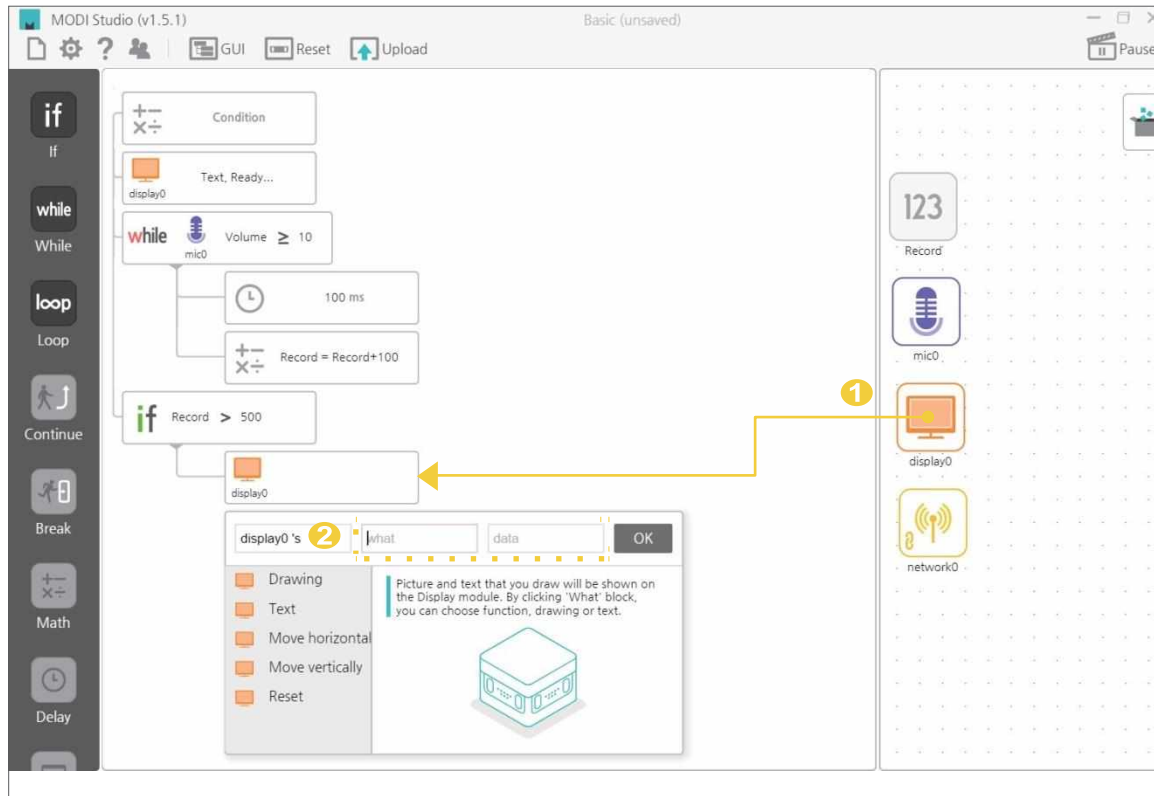 MODI Studio (v1.5.1)
Basic (unsaved)
GUI
Reset
Upload
Pause
if
If
while
While
loop
Loop
Continue
Break
Math
Delay
Condition
display0
Text, Ready...
while
mic0
Volume ≥ 10
100 ms
Record = Record+100
if Record > 500
display0
display0 's
2
what
data
OK
Drawing
Text
Move horizontal
Move vertically
Reset
Picture and text that you draw will be shown on
the Display module. By clicking 'What' block,
you can choose function, drawing or text.
123
Record
mic0
1
display0
network0